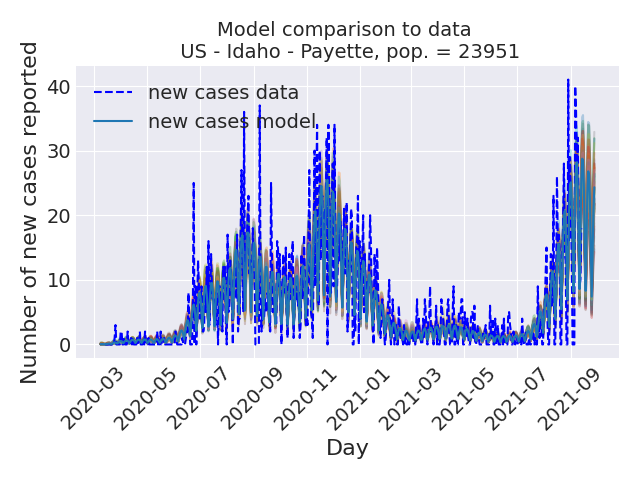 Model comparison to data
US - Idaho - Payette, pop. = 23951
Number of new cases reported
40
30
20
10
0
new cases data
new cases model
2020-03
2020-05
2020-07
2020-09
2020-11
2021-01
2021-03
2021-05
2021-07
2021-09
Day